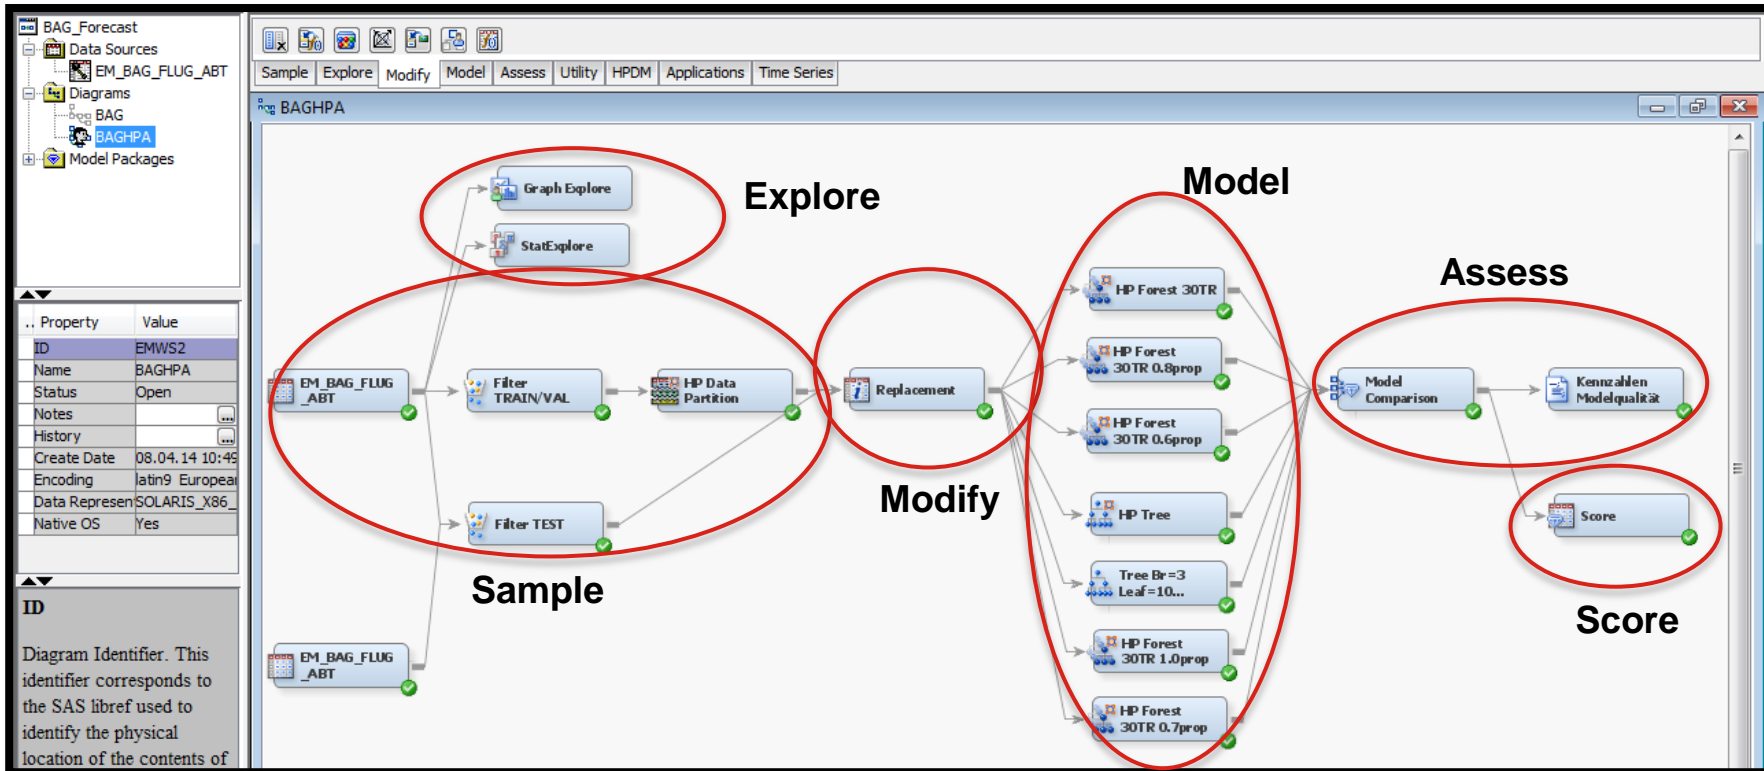 BAG_Forecast
Data Sources
EM_BAG_FLUG_ABT
Diagrams
BAG
BAGHPA
Model Packages
.. Property Value
ID EMWS2
Name BAGHPA
Status Open
Notes ...
History ...
Create Date 08.04.14 10:49
Encoding latin9 European
Data Represen SOLARIS_X86_
Native OS Yes
ID
Diagram Identifier. This
identifier corresponds to
the SAS libref used to
identify the physical
location of the contents of
Sample Explore Modify Model Assess Utility HPDM Applications Time Series
BAGHPA
Graph Explore
StatExplore
Explore
EM_BAG_FLUG
_ABT
Filter
TRAIN/VAL
HP Data
Partition
Filter TEST
Sample
EM_BAG_FLUG
_ABT
Replacement
Modify
Model
HP Forest 30TR
HP Forest
30TR 0.8prop
HP Forest
30TR 0.6prop
HP Tree
Tree Br=3
Leaf=10...
HP Forest
30TR 1.0prop
HP Forest
30TR 0.7prop
Assess
Model
Comparison
Kennzahlen
Modelqualität
Score
Score